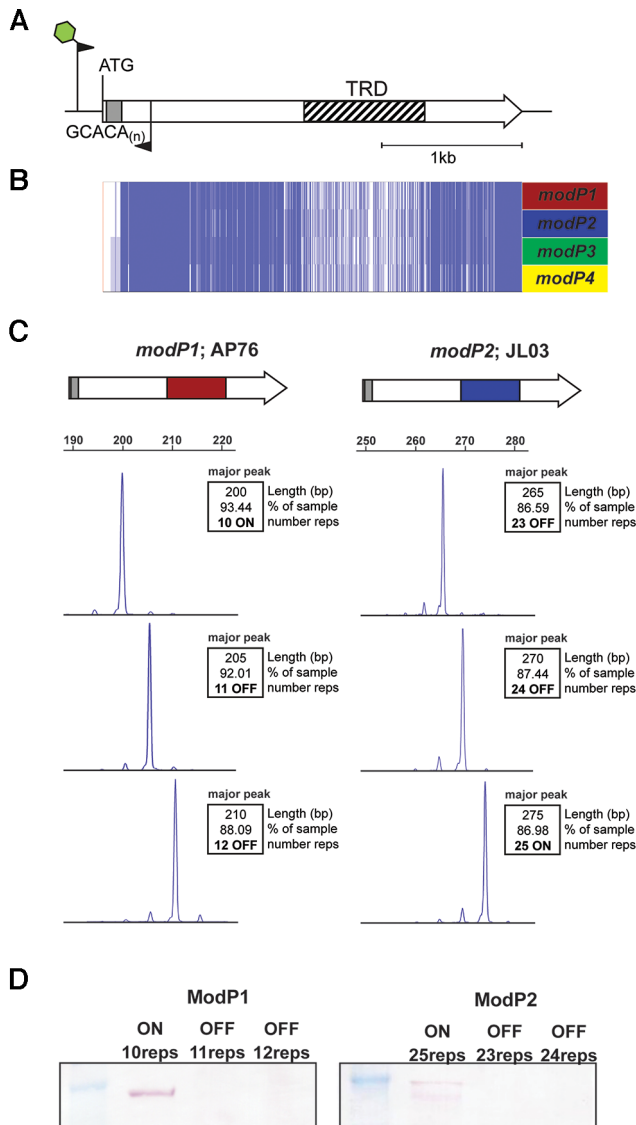 A
ATG
TRD
GCACA(n)
1kb
B
modP1
modP2
modP3
modP4
C
modP1; AP76
190 200 210 220
major peak
200 Length (bp)
93.44 % of sample
10 ON number reps
major peak
205 Length (bp)
92.01 % of sample
11 OFF number reps
major peak
210 Length (bp)
88.09 % of sample
12 OFF number reps
modP2; JL03
250 260 270 280
major peak
265 Length (bp)
86.59 % of sample
23 OFF number reps
major peak
270 Length (bp)
87.44 % of sample
24 OFF number reps
major peak
275 Length (bp)
86.98 % of sample
25 ON number reps
D
ModP1
ON OFF OFF
10reps 11reps 12reps
ModP2
ON OFF OFF
25reps 23reps 24reps